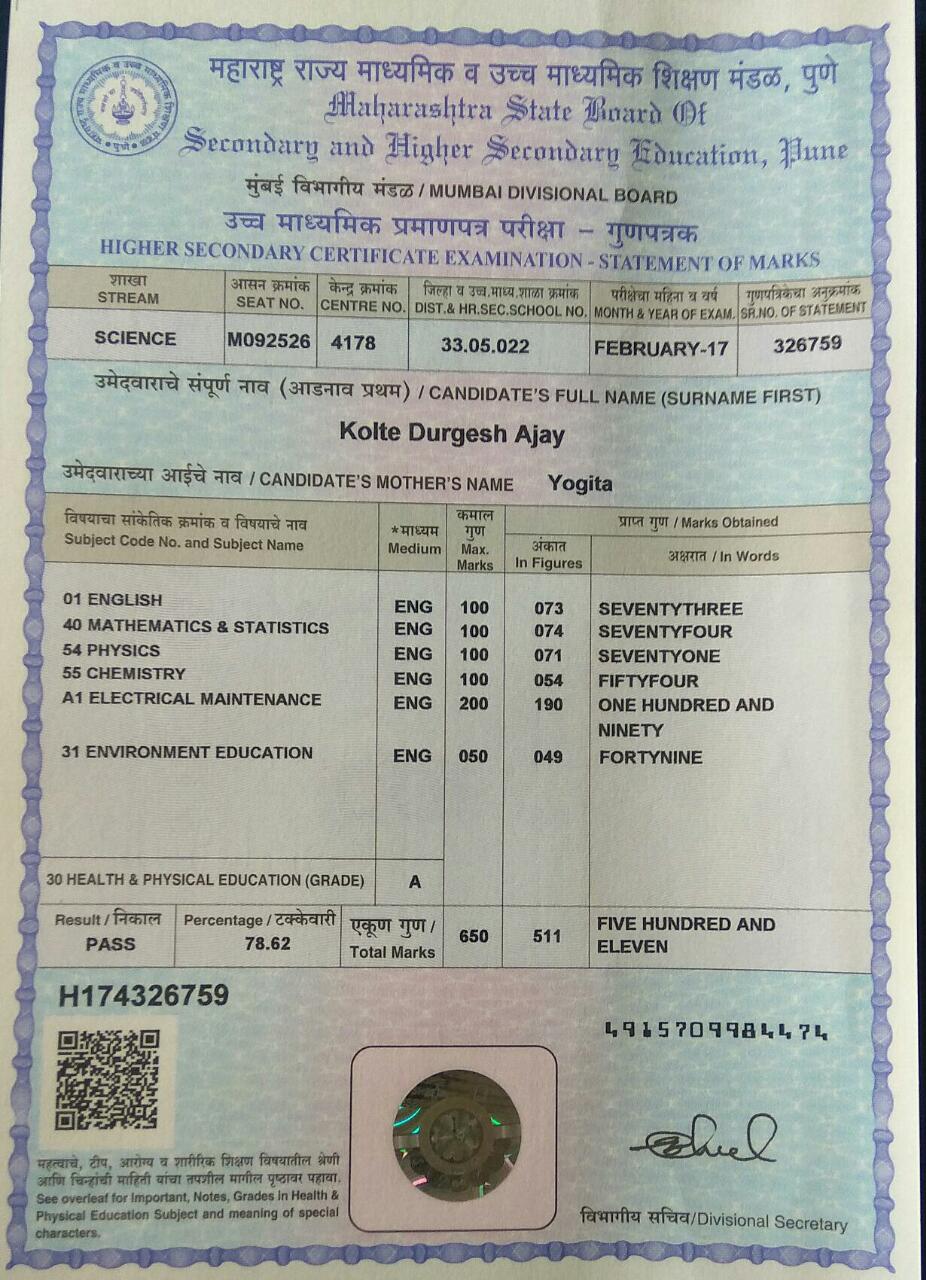 महाराष्ट्र राज्य माध्यमिक व उच्च माध्यमिक शिक्षण मंडळ, पुणे
Maharashtra State Board Of
Secondary and Higher Secondary Education, Pune
मुंबई विभागीय मंडळ / MUMBAI DIVISIONAL BOARD
उच्च माध्यमिक प्रमाणपत्र परीक्षा – गुणपत्रक
HIGHER SECONDARY CERTIFICATE EXAMINATION - STATEMENT OF MARKS
शाखा आसन क्रमांक केन्द्र क्रमांक जिल्हा व उच्च.माध्य.शाळा क्रमांक परीक्षेचा महिना व वर्ष गुणपत्रिकेचा अनुक्रमांक
STREAM SEAT NO. CENTRE NO. DIST.& HR.SEC.SCHOOL NO. MONTH & YEAR OF EXAM. SR.NO. OF STATEMENT
SCIENCE M092526 4178 33.05.022 FEBRUARY-17 326759
उमेदवाराचे संपूर्ण नाव (आडनाव प्रथम) / CANDIDATE'S FULL NAME (SURNAME FIRST)
Kolte Durgesh Ajay
उमेदवाराच्या आईचे नाव / CANDIDATE'S MOTHER'S NAME Yogita
विषयाचा सांकेतिक क्रमांक व विषयाचे नाव
Subject Code No. and Subject Name
*माध्यम
Medium
कमाल
गुण
Max.
Marks
प्राप्त गुण / Marks Obtained
अंकात
In Figures
अक्षरात / In Words
01 ENGLISH ENG 100 073 SEVENTYTHREE
40 MATHEMATICS & STATISTICS ENG 100 074 SEVENTYFOUR
54 PHYSICS ENG 100 071 SEVENTYONE
55 CHEMISTRY ENG 100 054 FIFTYFOUR
A1 ELECTRICAL MAINTENANCE ENG 200 190 ONE HUNDRED AND
NINETY
31 ENVIRONMENT EDUCATION ENG 050 049 FORTYNINE
30 HEALTH & PHYSICAL EDUCATION (GRADE) A
Result / निकाल
PASS
Percentage / टक्केवारी
78.62
एकूण गुण /
Total Marks
650 511
FIVE HUNDRED AND
ELEVEN
H174326759
4915709984474
महत्वाचे, टीप, आरोग्य व शारीरिक शिक्षण विषयातील श्रेणी
आणि चिन्हांची माहिती यांचा तपशील मागील पृष्ठावर पहावा.
See overleaf for Important, Notes, Grades in Health &
Physical Education Subject and meaning of special
characters.
विभागीय सचिव/Divisional Secretary